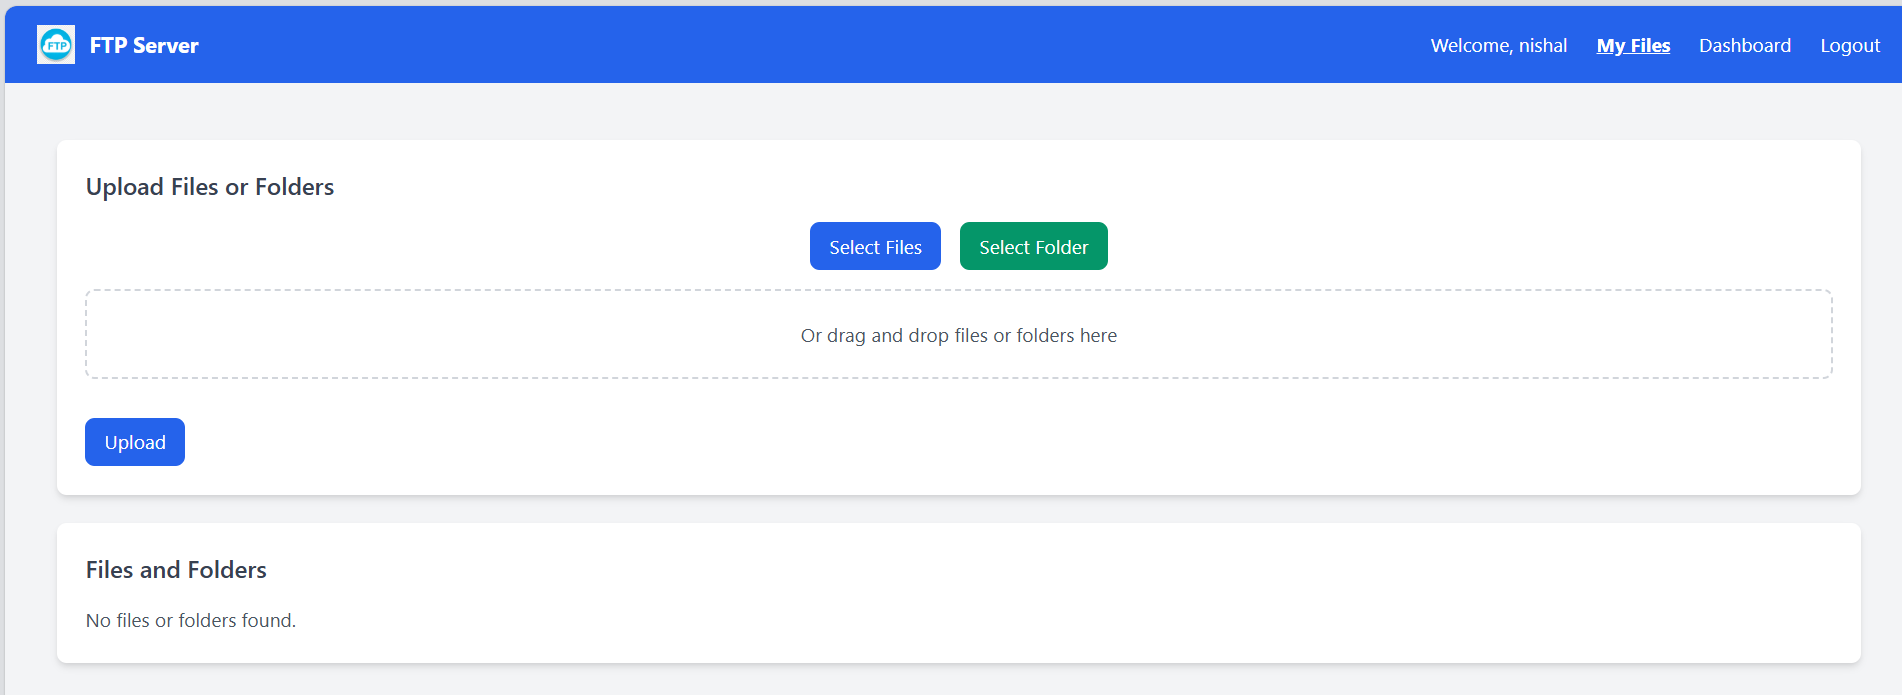 FTP FTP Server Welcome, nishal My Files Dashboard Logout
Upload Files or Folders
Select Files Select Folder
Or drag and drop files or folders here
Upload
Files and Folders
No files or folders found.